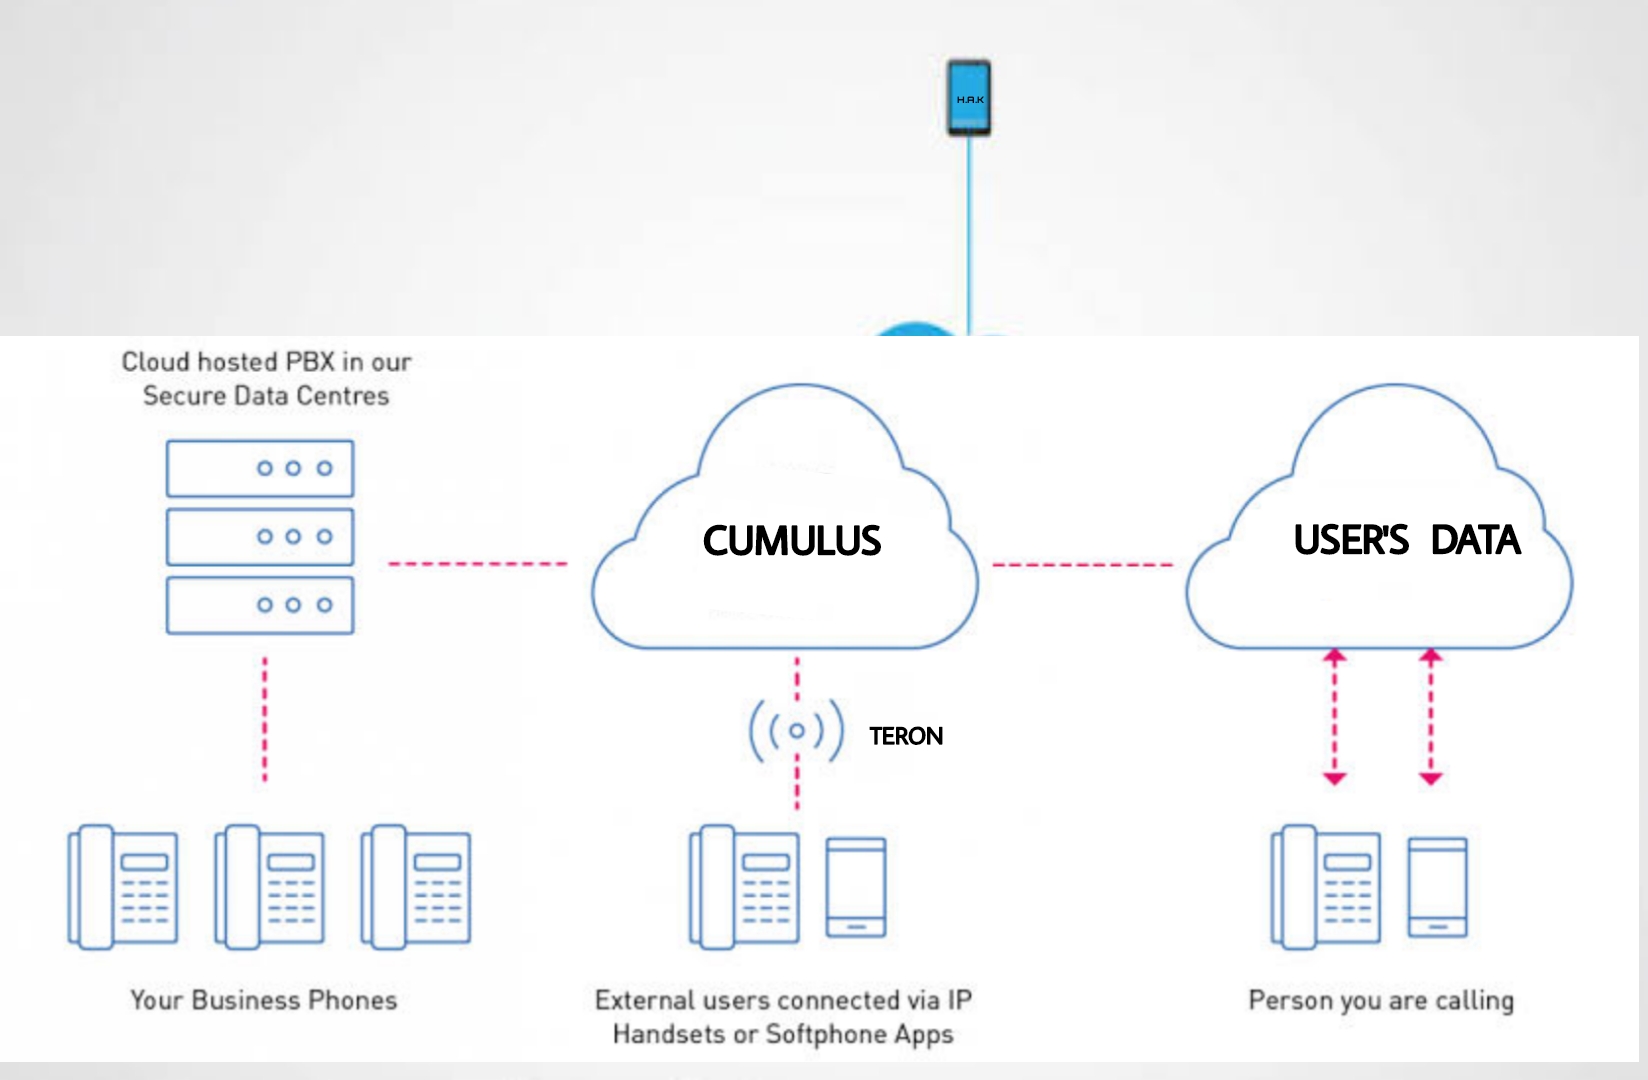 H.A.K
Cloud hosted PBX in our
Secure Data Centres
CUMULUS
USER'S DATA
TERON
Your Business Phones
External users connected via IP
Handsets or Softphone Apps
Person you are calling